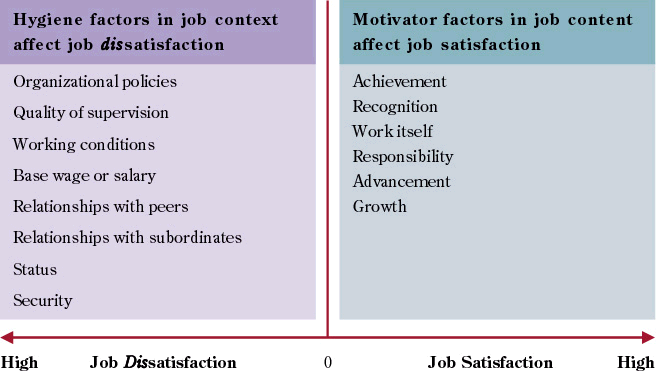 Hygiene factors in job context
affect job dissatisfaction
Organizational policies
Quality of supervision
Working conditions
Base wage or salary
Relationships with peers
Relationships with subordinates
Status
Security
Motivator factors in job content
affect job satisfaction
Achievement
Recognition
Work itself
Responsibility
Advancement
Growth
High Job Dissatisfaction 0 Job Satisfaction High